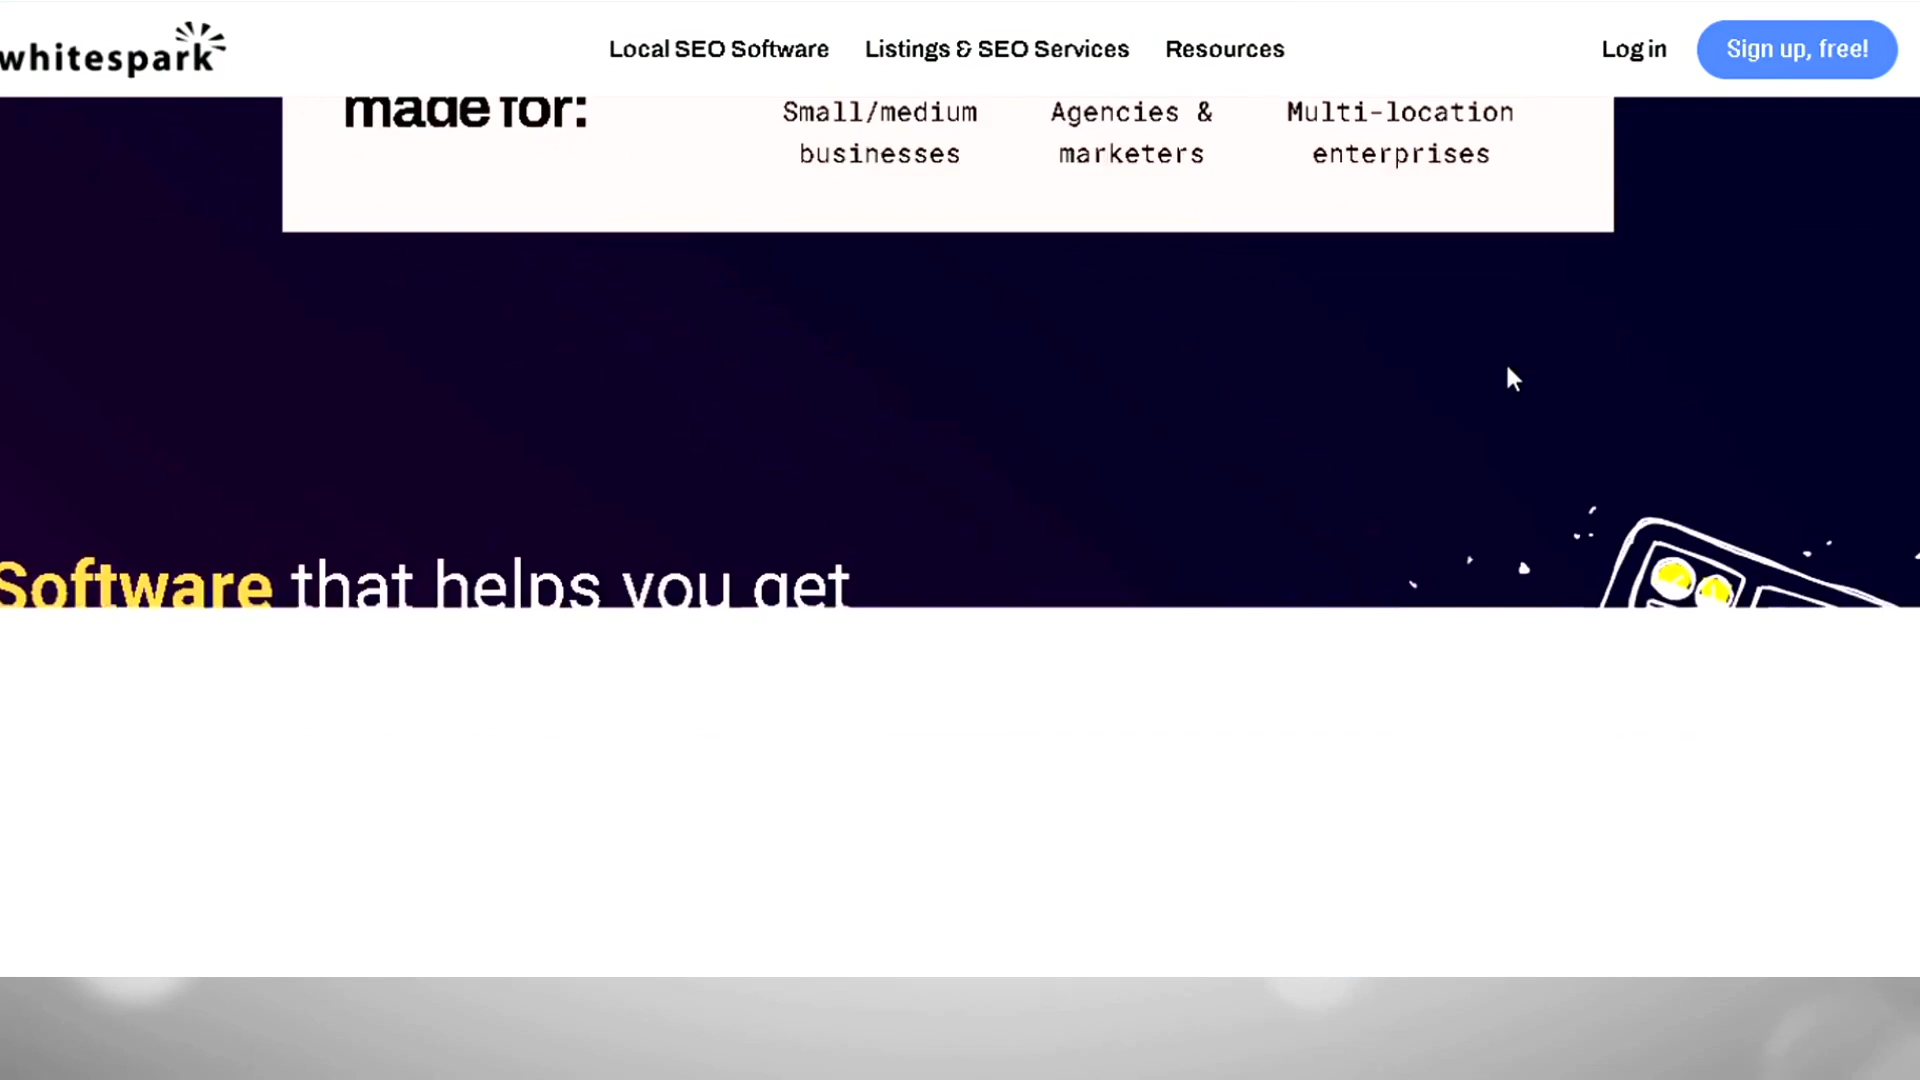 whitespark
Local SEO Software Listings & SEO Services Resources
Log in Sign up, free!
made for:
Small/medium
businesses
Agencies &
marketers
Multi-location
enterprises
Software that helps you get